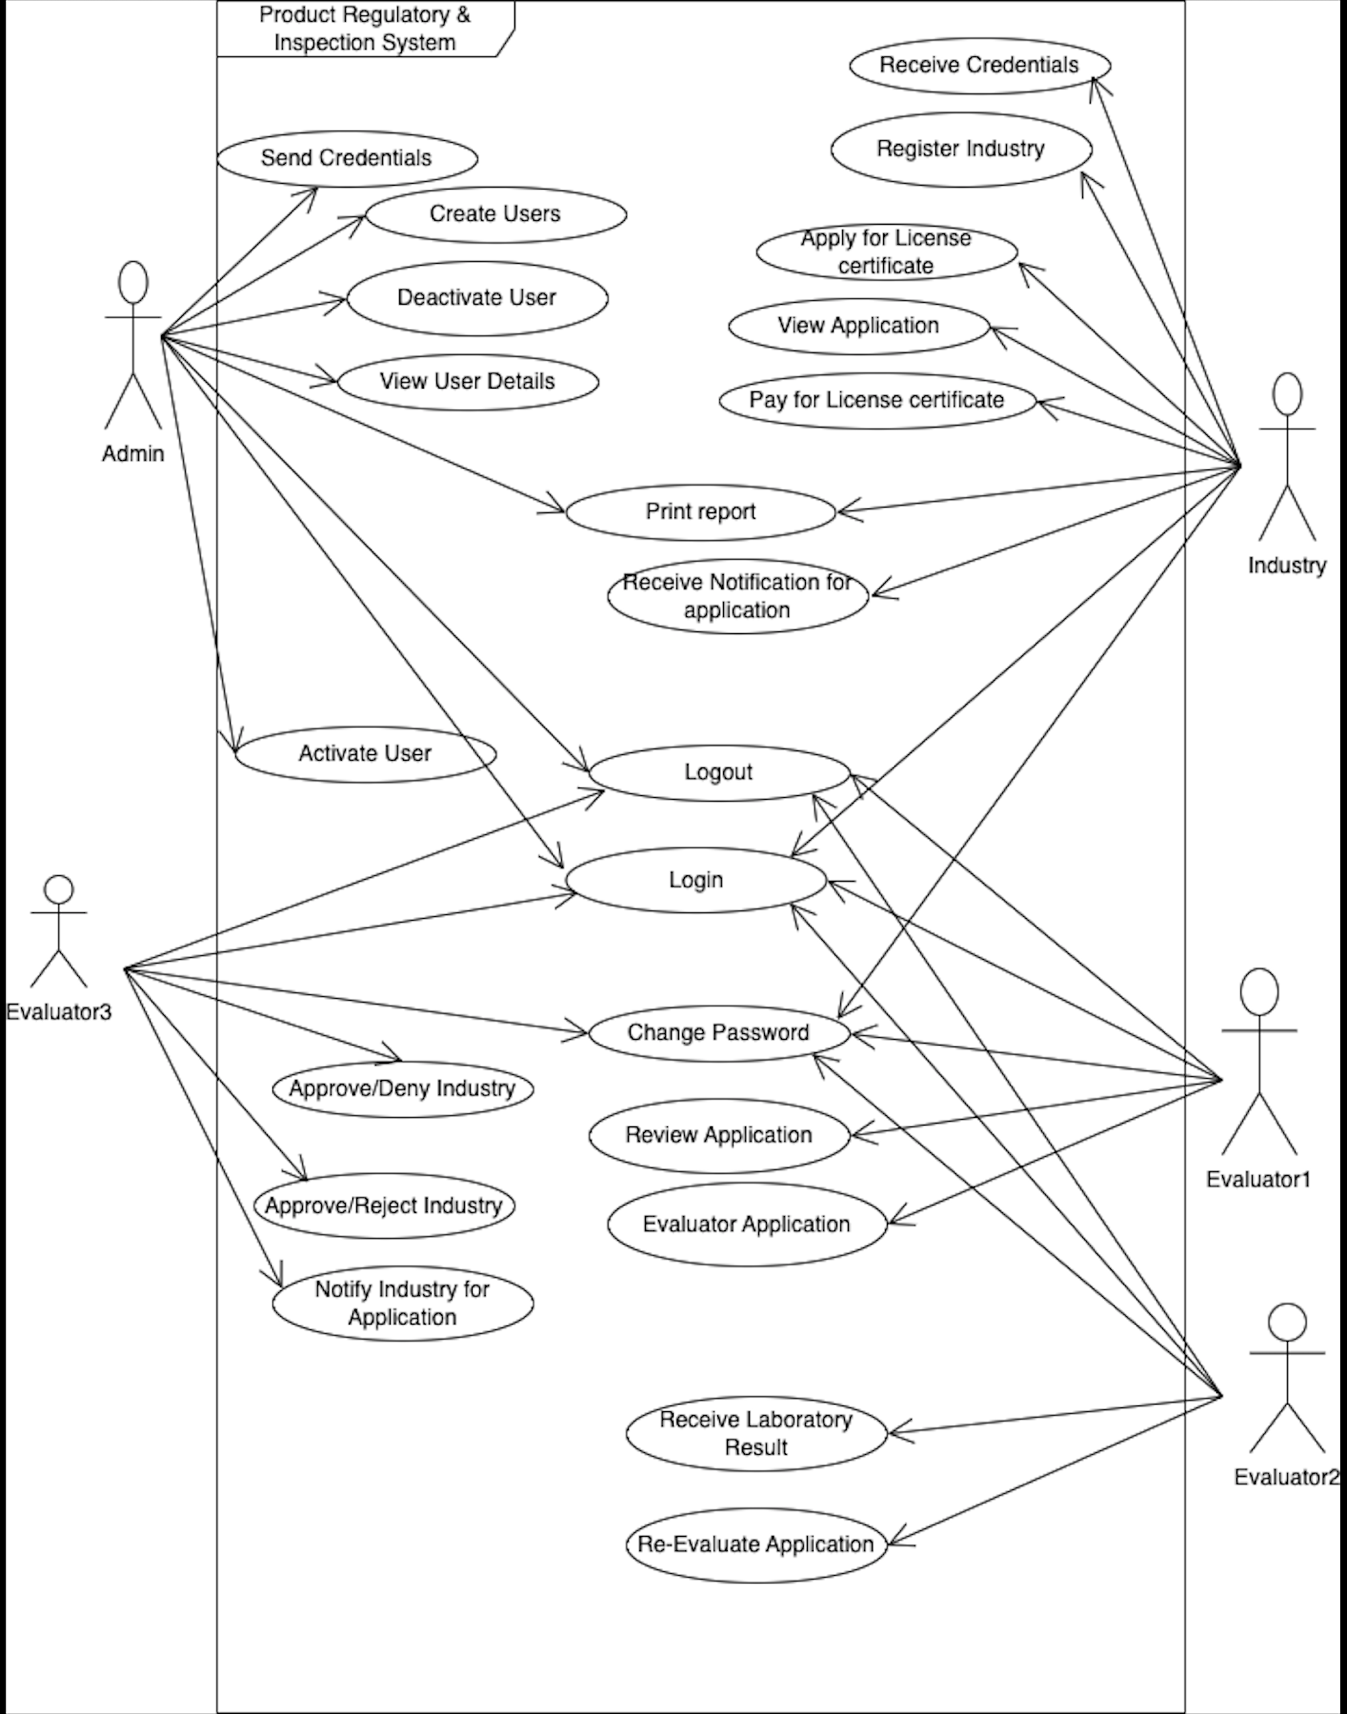 Product Regulatory &
Inspection System
Receive Credentials
Register Industry
Send Credentials
Create Users
Apply for License
certificate
Deactivate User
View Application
View User Details
Pay for License certificate
Admin
Print report
Industry
Receive Notification for
application
Activate User
Logout
Login
Evaluator3
Change Password
Approve/Deny Industry
Review Application
Evaluator1
Approve/Reject Industry
Evaluator Application
Notify Industry for
Application
Receive Laboratory
Result
Evaluator2
Re-Evaluate Application